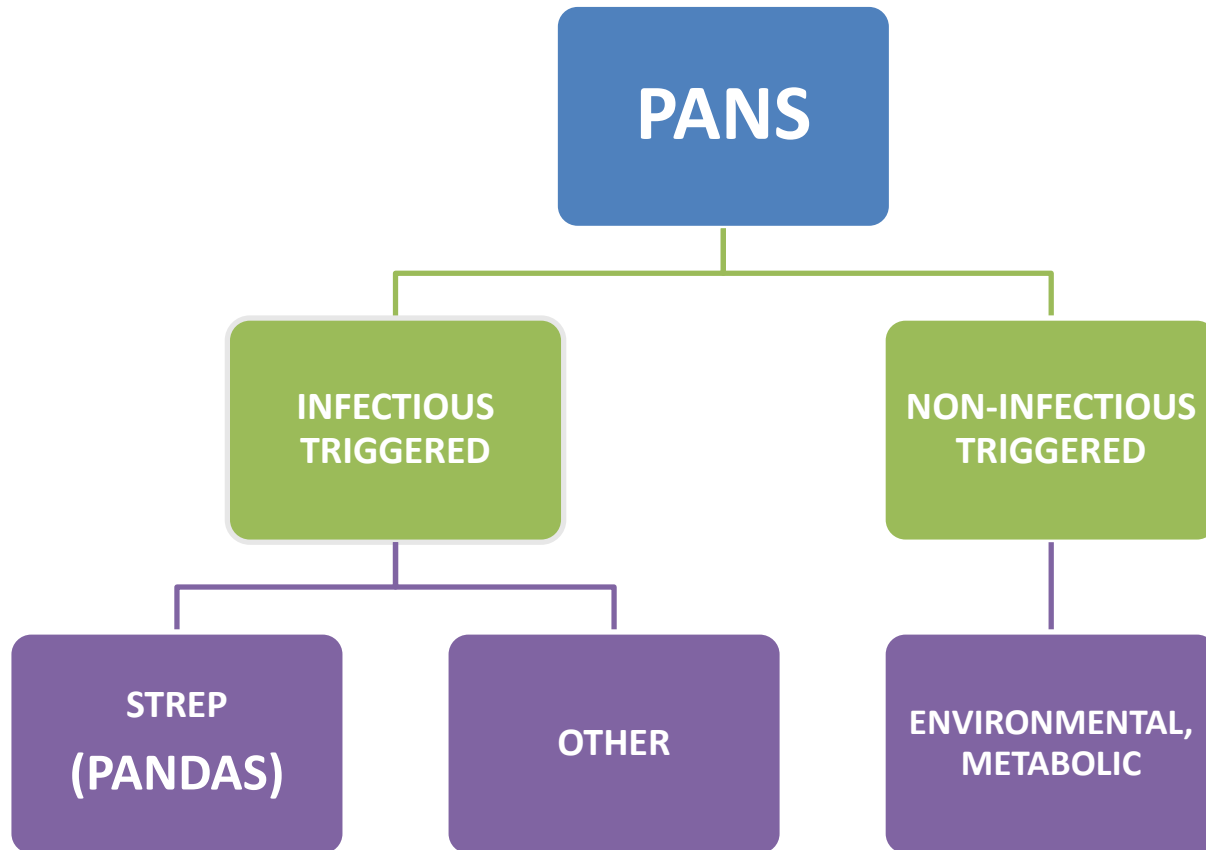 PANS
INFECTIOUS
TRIGGERED
NON-INFECTIOUS
TRIGGERED
STREP
(PANDAS)
OTHER
ENVIRONMENTAL,
METABOLIC